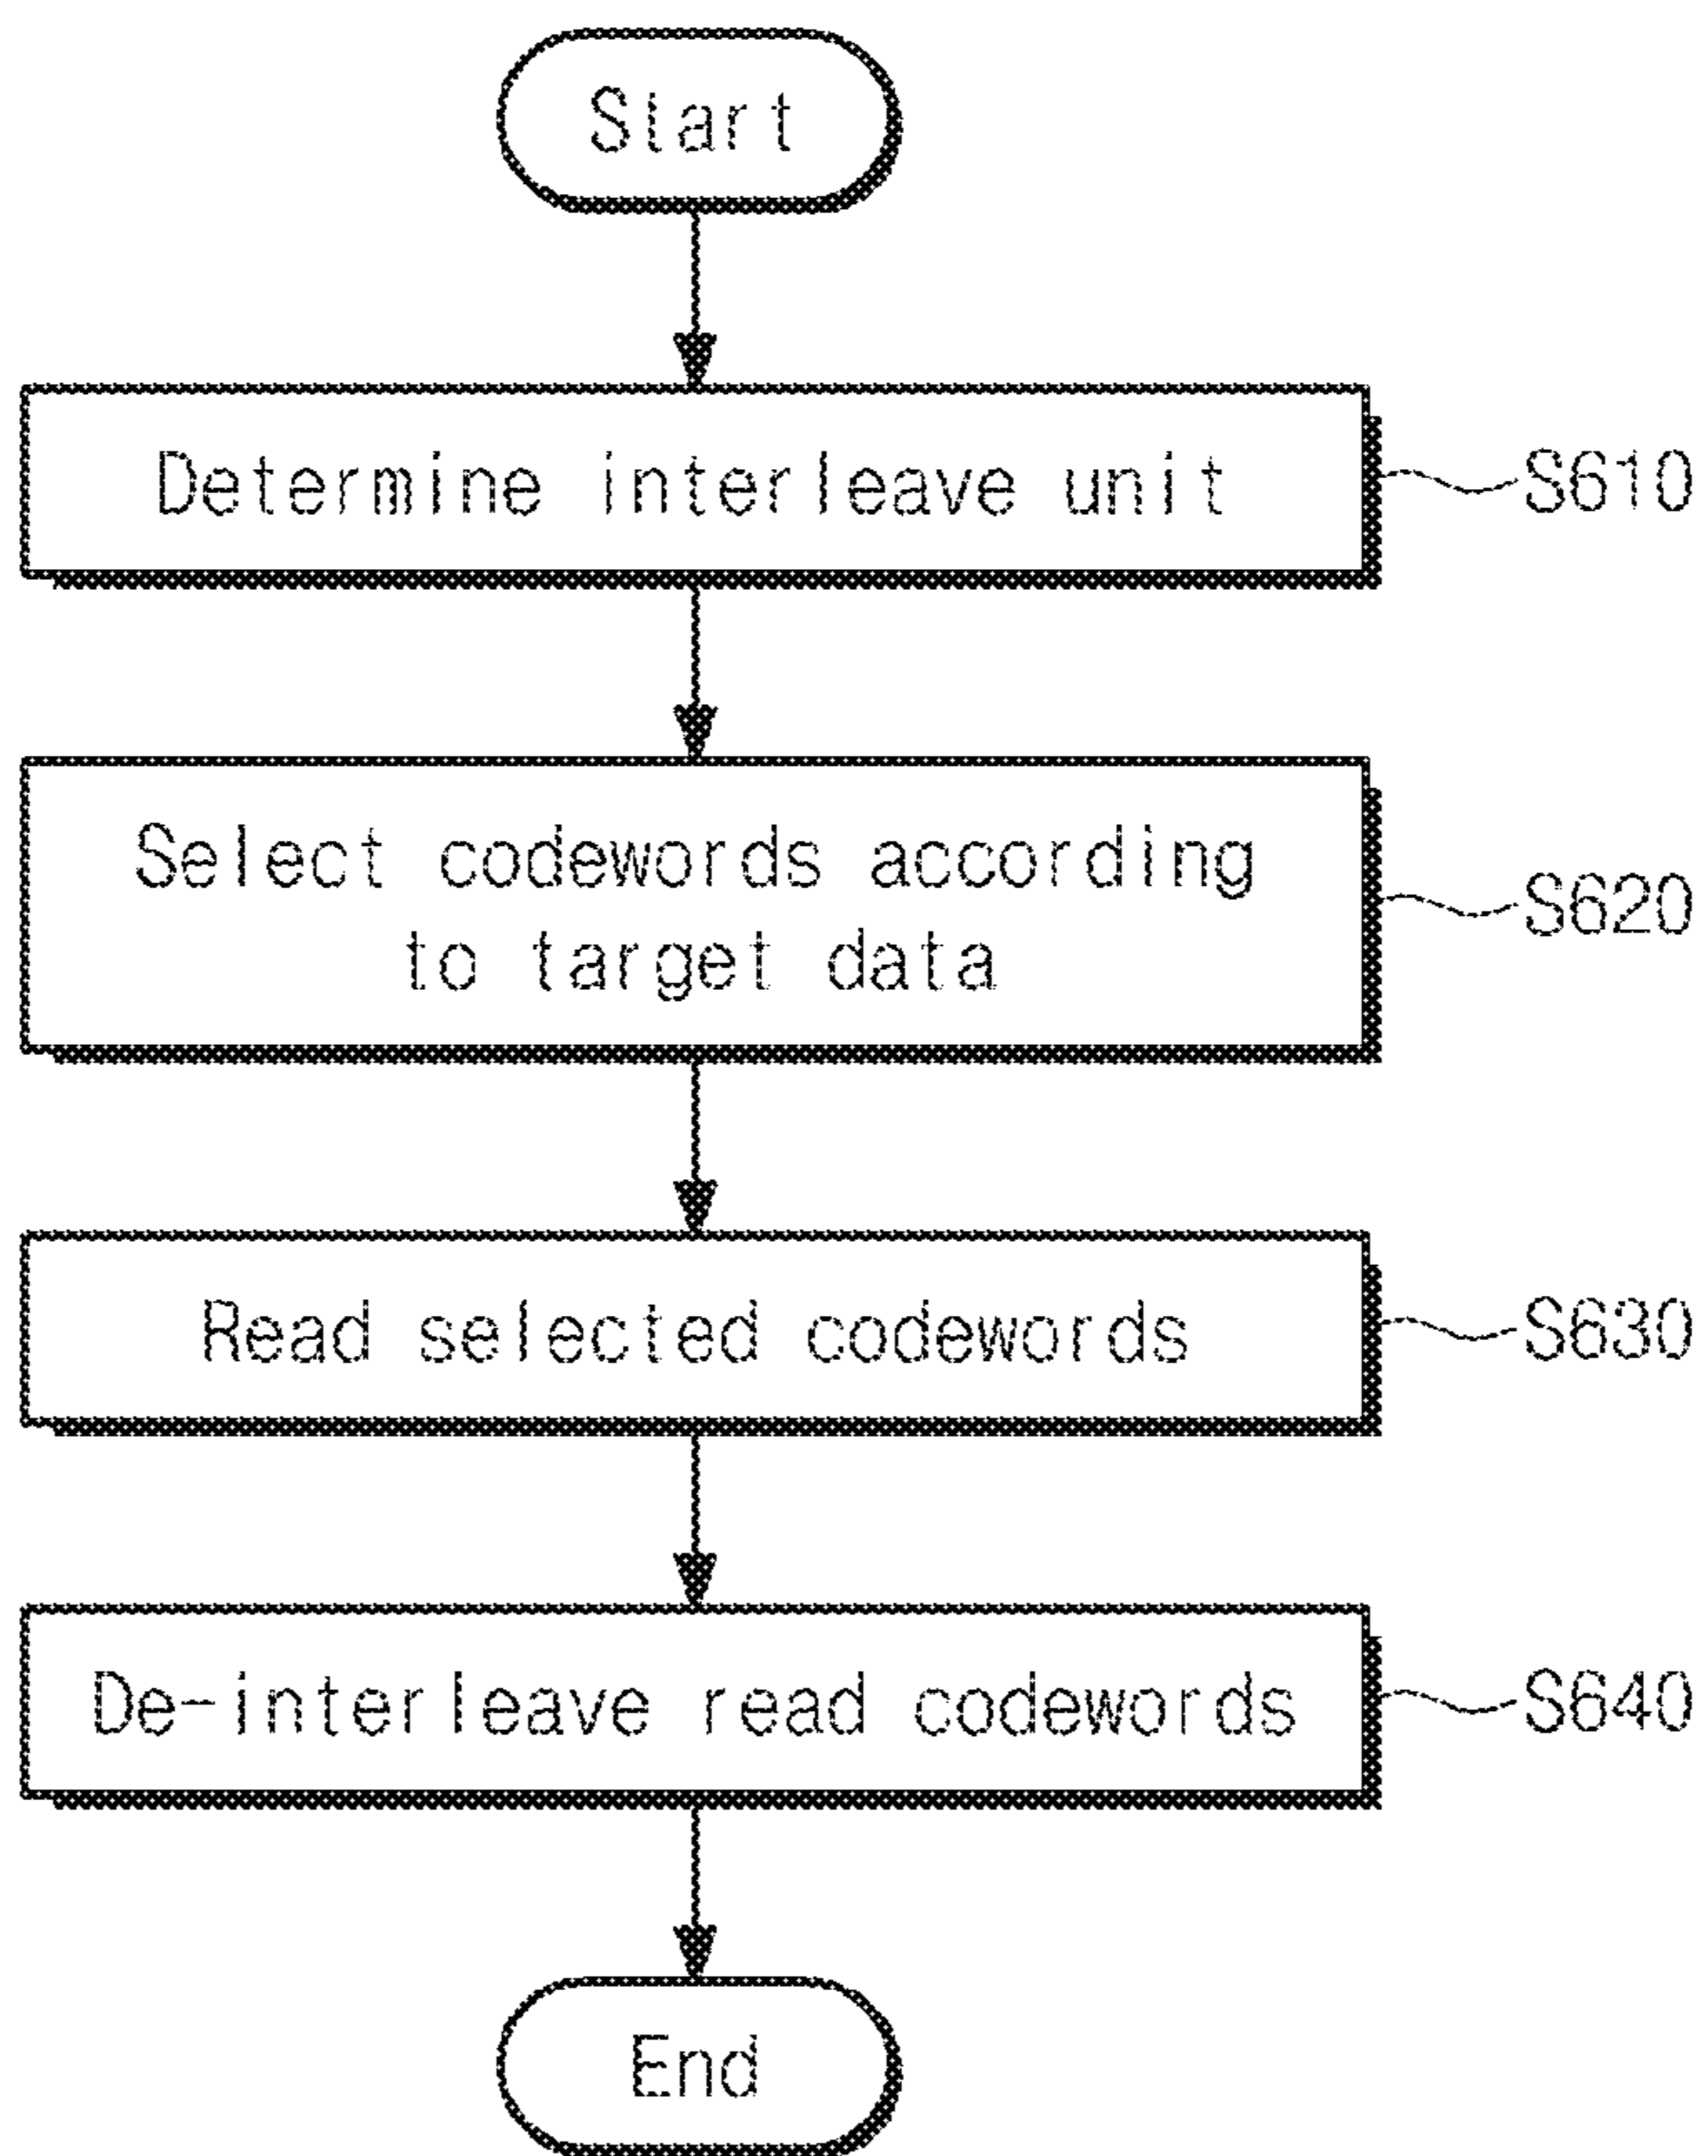 Start
Determine interleave unit
S610
Select codewords according
to target data
S620
Read selected codewords
S630
De-interleave read codewords
S640
End